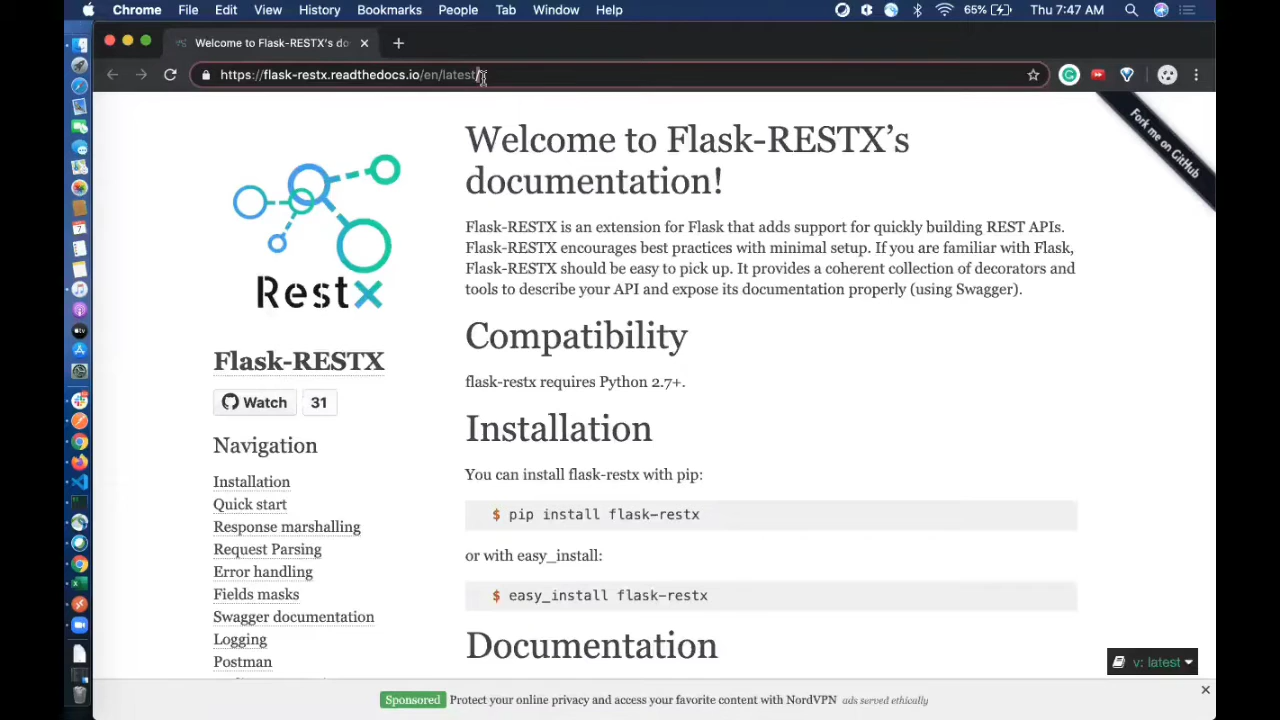 Chrome File Edit View History Bookmarks People Tab Window Help 66% Thu 7:47 AM
Welcome to Flask-RESTX's do
https://flask-restx.readthedocs.io/en/latest/
Fork me on GitHub
Restx
Flask-RESTX
Watch 31
Navigation
Installation
Quick start
Response marshalling
Request Parsing
Error handling
Fields masks
Swagger documentation
Logging
Postman
Welcome to Flask-RESTX’s
documentation!
Flask-RESTX is an extension for Flask that adds support for quickly building REST APIs.
Flask-RESTX encourages best practices with minimal setup. If you are familiar with Flask,
Flask-RESTX should be easy to pick up. It provides a coherent collection of decorators and
tools to describe your API and expose its documentation properly (using Swagger).
Compatibility
flask-restx requires Python 2.7+.
Installation
You can install flask-restx with pip:
$ pip install flask-restx
or with easy_install:
$ easy_install flask-restx
Documentation
v: latest
Sponsored Protect your online privacy and access your favorite content with NordVPN ads served ethically